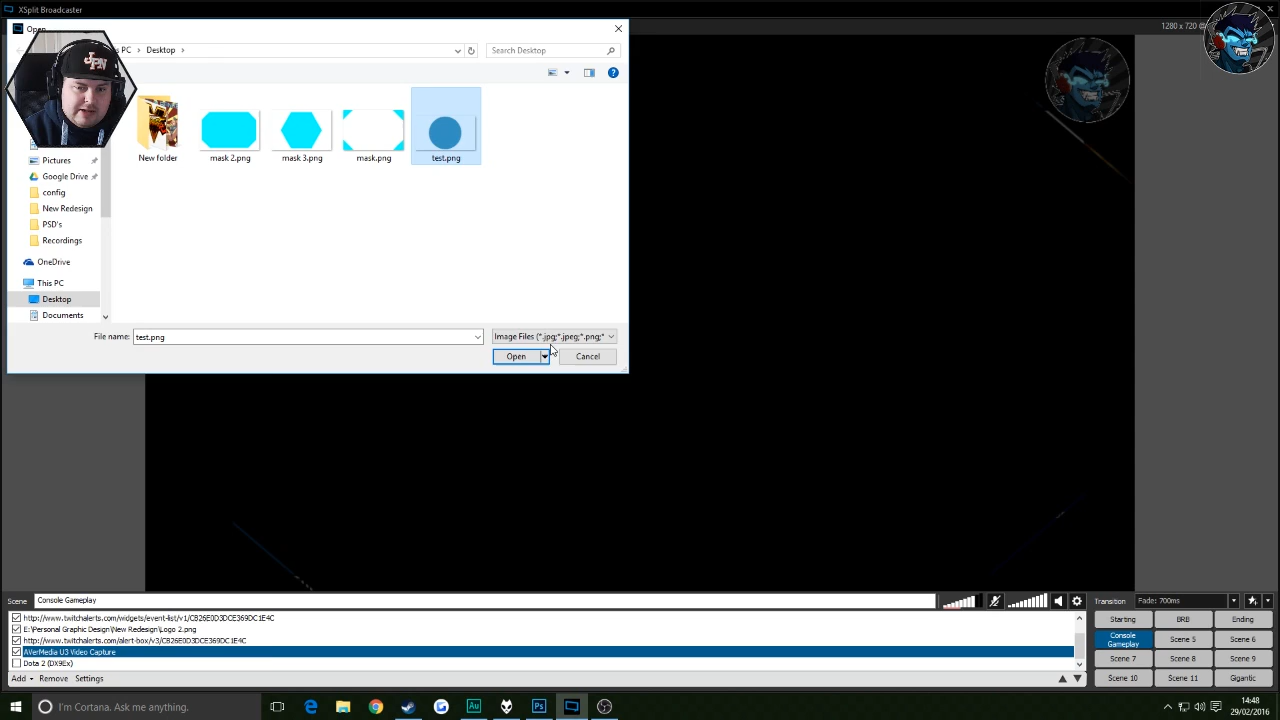 XSplit Broadcaster
1280 x 720 @
Open
Desktop
Search Desktop
New folder
mask 2.png
mask 3.png
mask.png
test.png
Pictures
Google Drive
config
New Redesign
PSD's
Recordings
OneDrive
This PC
Desktop
Documents
File name:
test.png
Image Files (*.jpg;*.jpeg;*.png;*
Open
Cancel
JPN
Scene
Console Gameplay
Transition
Fade: 700ms
http://www.twitchalerts.com/widgets/event-list/v1/CB26E0D3DCE369DC1E4C
E:\Personal Graphic Design\New Redesign\Logo 2.png
http://www.twitchalerts.com/alert-box/v3/CB26E0D3DCE369DC1E4C
AVerMedia U3 Video Capture
Dota 2 (DX9Ex)
Add
Remove
Settings
Starting
BRB
Ending
Console
Gameplay
Scene 5
Scene 6
Scene 7
Scene 8
Scene 9
Scene 10
Scene 11
Gigantic
I'm Cortana. Ask me anything.
14:48
29/02/2016